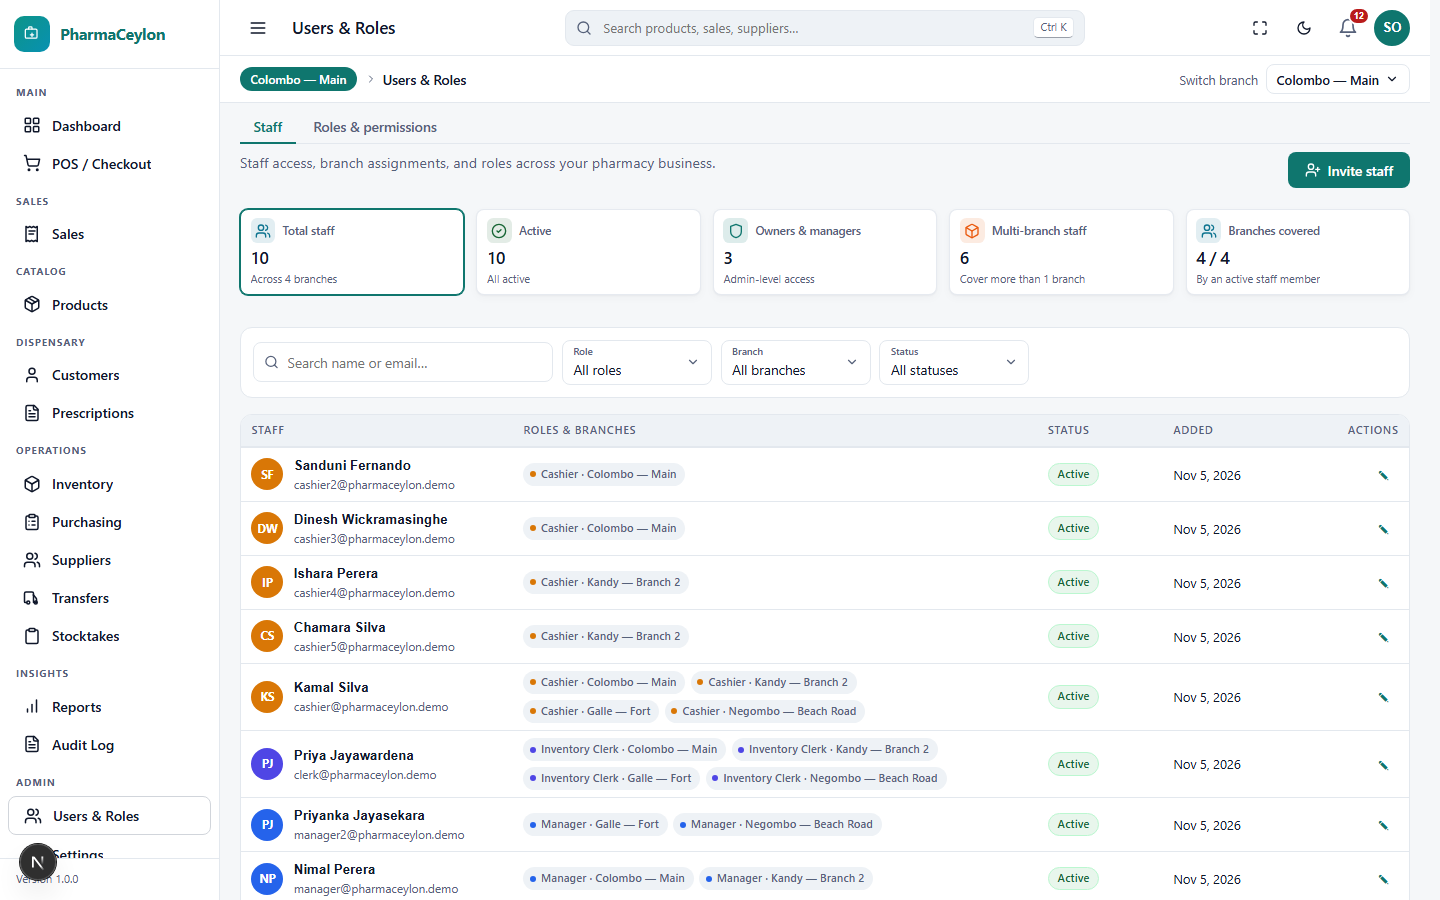 PharmaCeylon
Users & Roles
Search products, sales, suppliers...
Ctrl K
12
SO
Colombo — Main
Users & Roles
Switch branch
Colombo — Main
MAIN
Dashboard
POS / Checkout
SALES
Sales
CATALOG
Products
DISPENSARY
Customers
Prescriptions
OPERATIONS
Inventory
Purchasing
Suppliers
Transfers
Stocktakes
INSIGHTS
Reports
Audit Log
ADMIN
Users & Roles
Settings
N
Version 1.0.0
Staff
Roles & permissions
Staff access, branch assignments, and roles across your pharmacy business.
Invite staff
Total staff
10
Across 4 branches
Active
10
All active
Owners & managers
3
Admin-level access
Multi-branch staff
6
Cover more than 1 branch
Branches covered
4 / 4
By an active staff member
Search name or email...
Role
All roles
Branch
All branches
Status
All statuses
STAFF ROLES & BRANCHES STATUS ADDED ACTIONS
SF Sanduni Fernando
cashier2@pharmaceylon.demo
Cashier · Colombo — Main
Active
Nov 5, 2026
DW Dinesh Wickramasinghe
cashier3@pharmaceylon.demo
Cashier · Colombo — Main
Active
Nov 5, 2026
IP Ishara Perera
cashier4@pharmaceylon.demo
Cashier · Kandy — Branch 2
Active
Nov 5, 2026
CS Chamara Silva
cashier5@pharmaceylon.demo
Cashier · Kandy — Branch 2
Active
Nov 5, 2026
KS Kamal Silva
cashier@pharmaceylon.demo
Cashier · Colombo — Main Cashier · Kandy — Branch 2
Cashier · Galle — Fort Cashier · Negombo — Beach Road
Active
Nov 5, 2026
PJ Priya Jayawardena
clerk@pharmaceylon.demo
Inventory Clerk · Colombo — Main Inventory Clerk · Kandy — Branch 2
Inventory Clerk · Galle — Fort Inventory Clerk · Negombo — Beach Road
Active
Nov 5, 2026
PJ Priyanka Jayasekara
manager2@pharmaceylon.demo
Manager · Galle — Fort Manager · Negombo — Beach Road
Active
Nov 5, 2026
NP Nimal Perera
manager@pharmaceylon.demo
Manager · Colombo — Main Manager · Kandy — Branch 2
Active
Nov 5, 2026